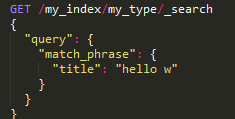 GET /my_index/my_type/_search
{
  "query": {
    "match_phrase": {
      "title": "hello w"
    }
  }
}